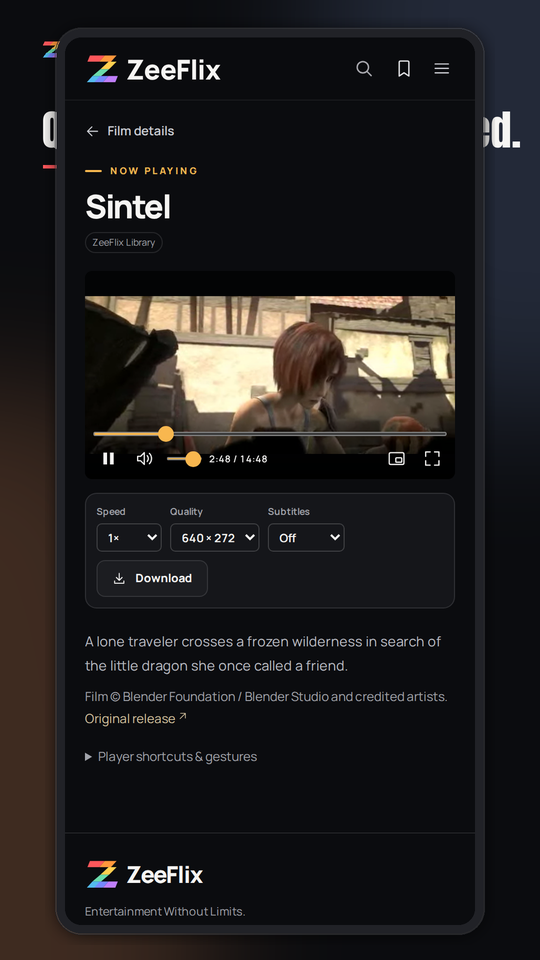 ZeeFlix
← Film details
NOW PLAYING
Sintel
ZeeFlix Library
2:48 / 14:48
Speed Quality Subtitles
1× 640 × 272 Off
Download
A lone traveler crosses a frozen wilderness in search of
the little dragon she once called a friend.
Film © Blender Foundation / Blender Studio and credited artists.
Original release ↗
▶ Player shortcuts & gestures
ZeeFlix
Entertainment Without Limits.